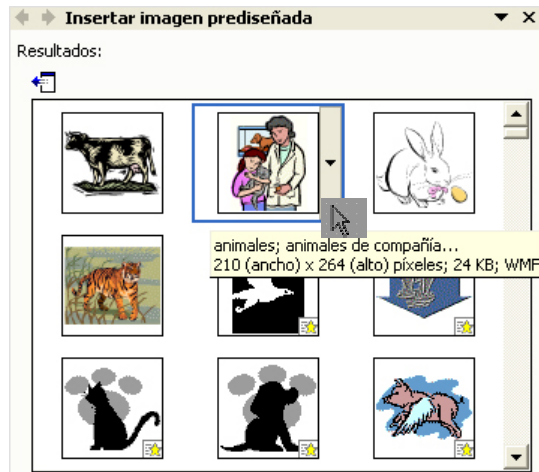 Insertar imagen prediseñada
Resultados:
animales; animales de compañía...
210 (ancho) x 264 (alto) píxeles; 24 KB; WMF